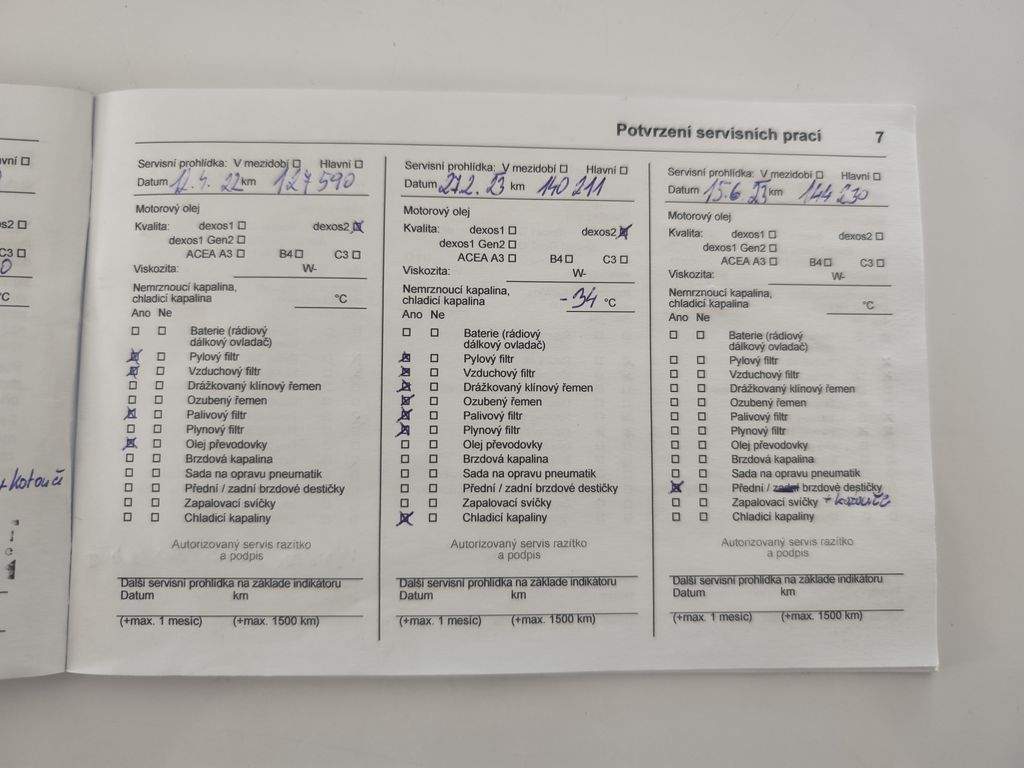 vní ☐
s2 ☐
C3 ☐
0
°C
+ kotouče
Potvrzení servisních prací 7
Servisní prohlídka: V mezidobí ☐ Hlavní ☐
Datum 12.4. 22 km 127 590
Motorový olej
Kvalita: dexos1 ☐ dexos2 ☒
dexos1 Gen2 ☐
ACEA A3 ☐ B4 ☐ C3 ☐
Viskozita: W-
Nemrznoucí kapalina,
chladicí kapalina °C
Ano Ne
☐ ☐ Baterie (rádiový
dálkový ovladač)
☒ ☐ Pylový filtr
☒ ☐ Vzduchový filtr
☐ ☐ Drážkovaný klínový řemen
☐ ☐ Ozubený řemen
☒ ☐ Palivový filtr
☐ ☐ Plynový filtr
☒ ☐ Olej převodovky
☐ ☐ Brzdová kapalina
☐ ☐ Sada na opravu pneumatik
☐ ☐ Přední / zadní brzdové destičky
☐ ☐ Zapalovací svíčky
☐ ☐ Chladicí kapaliny
Autorizovaný servis razítko
a podpis
Další servisní prohlídka na základe indikátoru
Datum km
(+max. 1 mesíc) (+max. 1500 km)
Servisní prohlídka: V mezidobí ☐ Hlavní ☐
Datum 27.2. 23 km 140 211
Motorový olej
Kvalita: dexos1 ☐ dexos2 ☒
dexos1 Gen2 ☐
ACEA A3 ☐ B4 ☐ C3 ☐
Viskozita: W-
Nemrznoucí kapalina,
chladicí kapalina -34 °C
Ano Ne
☐ ☐ Baterie (rádiový
dálkový ovladač)
☒ ☐ Pylový filtr
☒ ☐ Vzduchový filtr
☒ ☐ Drážkovaný klínový řemen
☒ ☐ Ozubený řemen
☒ ☐ Palivový filtr
☒ ☐ Plynový filtr
☐ ☐ Olej převodovky
☐ ☐ Brzdová kapalina
☐ ☐ Sada na opravu pneumatik
☐ ☐ Přední / zadní brzdové destičky
☐ ☐ Zapalovací svíčky
☒ ☐ Chladicí kapaliny
Autorizovaný servis razítko
a podpis
Další servisní prohlídka na základe indikátoru
Datum km
(+max. 1 mesíc) (+max. 1500 km)
Servisní prohlídka: V mezidobí ☐ Hlavní ☐
Datum 15.6. 23 km 144 230
Motorový olej
Kvalita: dexos1 ☐ dexos2 ☐
dexos1 Gen2 ☐
ACEA A3 ☐ B4 ☐ C3 ☐
Viskozita: W-
Nemrznoucí kapalina,
chladicí kapalina °C
Ano Ne
☐ ☐ Baterie (rádiový
dálkový ovladač)
☐ ☐ Pylový filtr
☐ ☐ Vzduchový filtr
☐ ☐ Drážkovaný klínový řemen
☐ ☐ Ozubený řemen
☐ ☐ Palivový filtr
☐ ☐ Plynový filtr
☐ ☐ Olej převodovky
☐ ☐ Brzdová kapalina
☐ ☐ Sada na opravu pneumatik
☒ ☐ Přední / zadní brzdové destičky
☐ ☐ Zapalovací svíčky + kotouče
☐ ☐ Chladicí kapaliny
Autorizovaný servis razítko
a podpis
Další servisní prohlídka na základe indikátoru
Datum km
(+max. 1 mesíc) (+max. 1500 km)